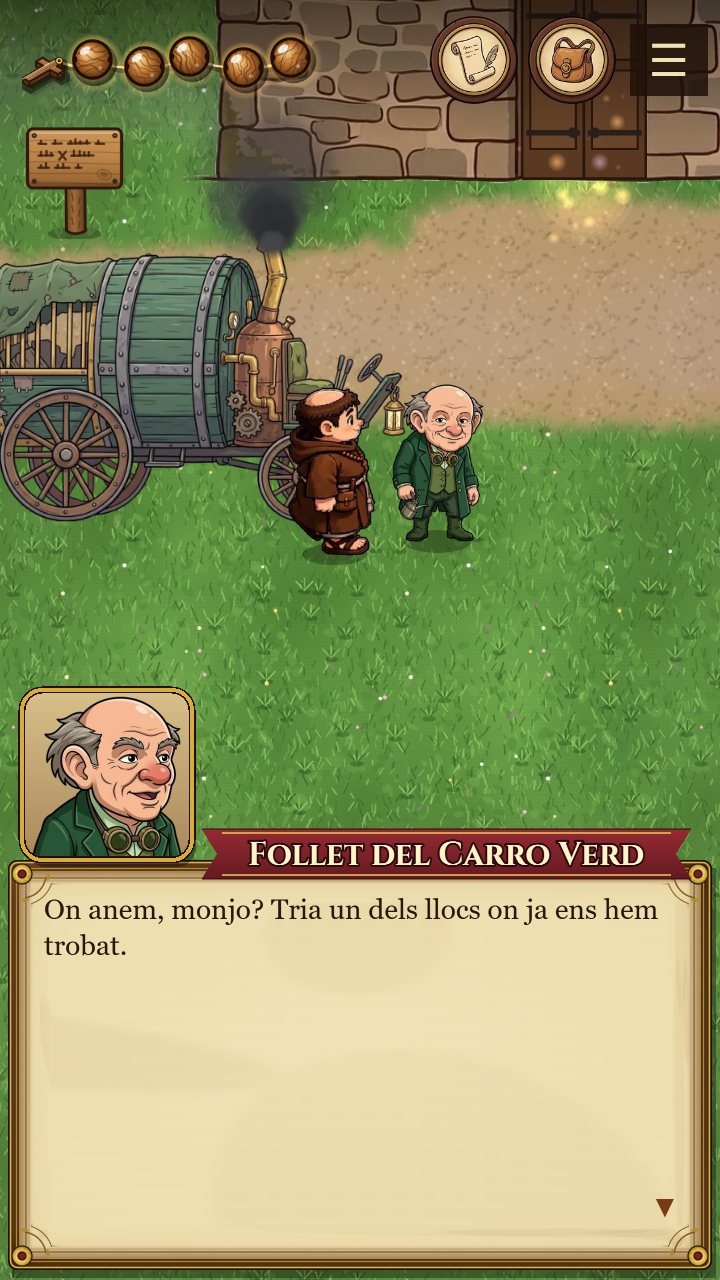 Follet del Carro Verd
On anem, monjo? Tria un dels llocs on ja ens hem
trobat.